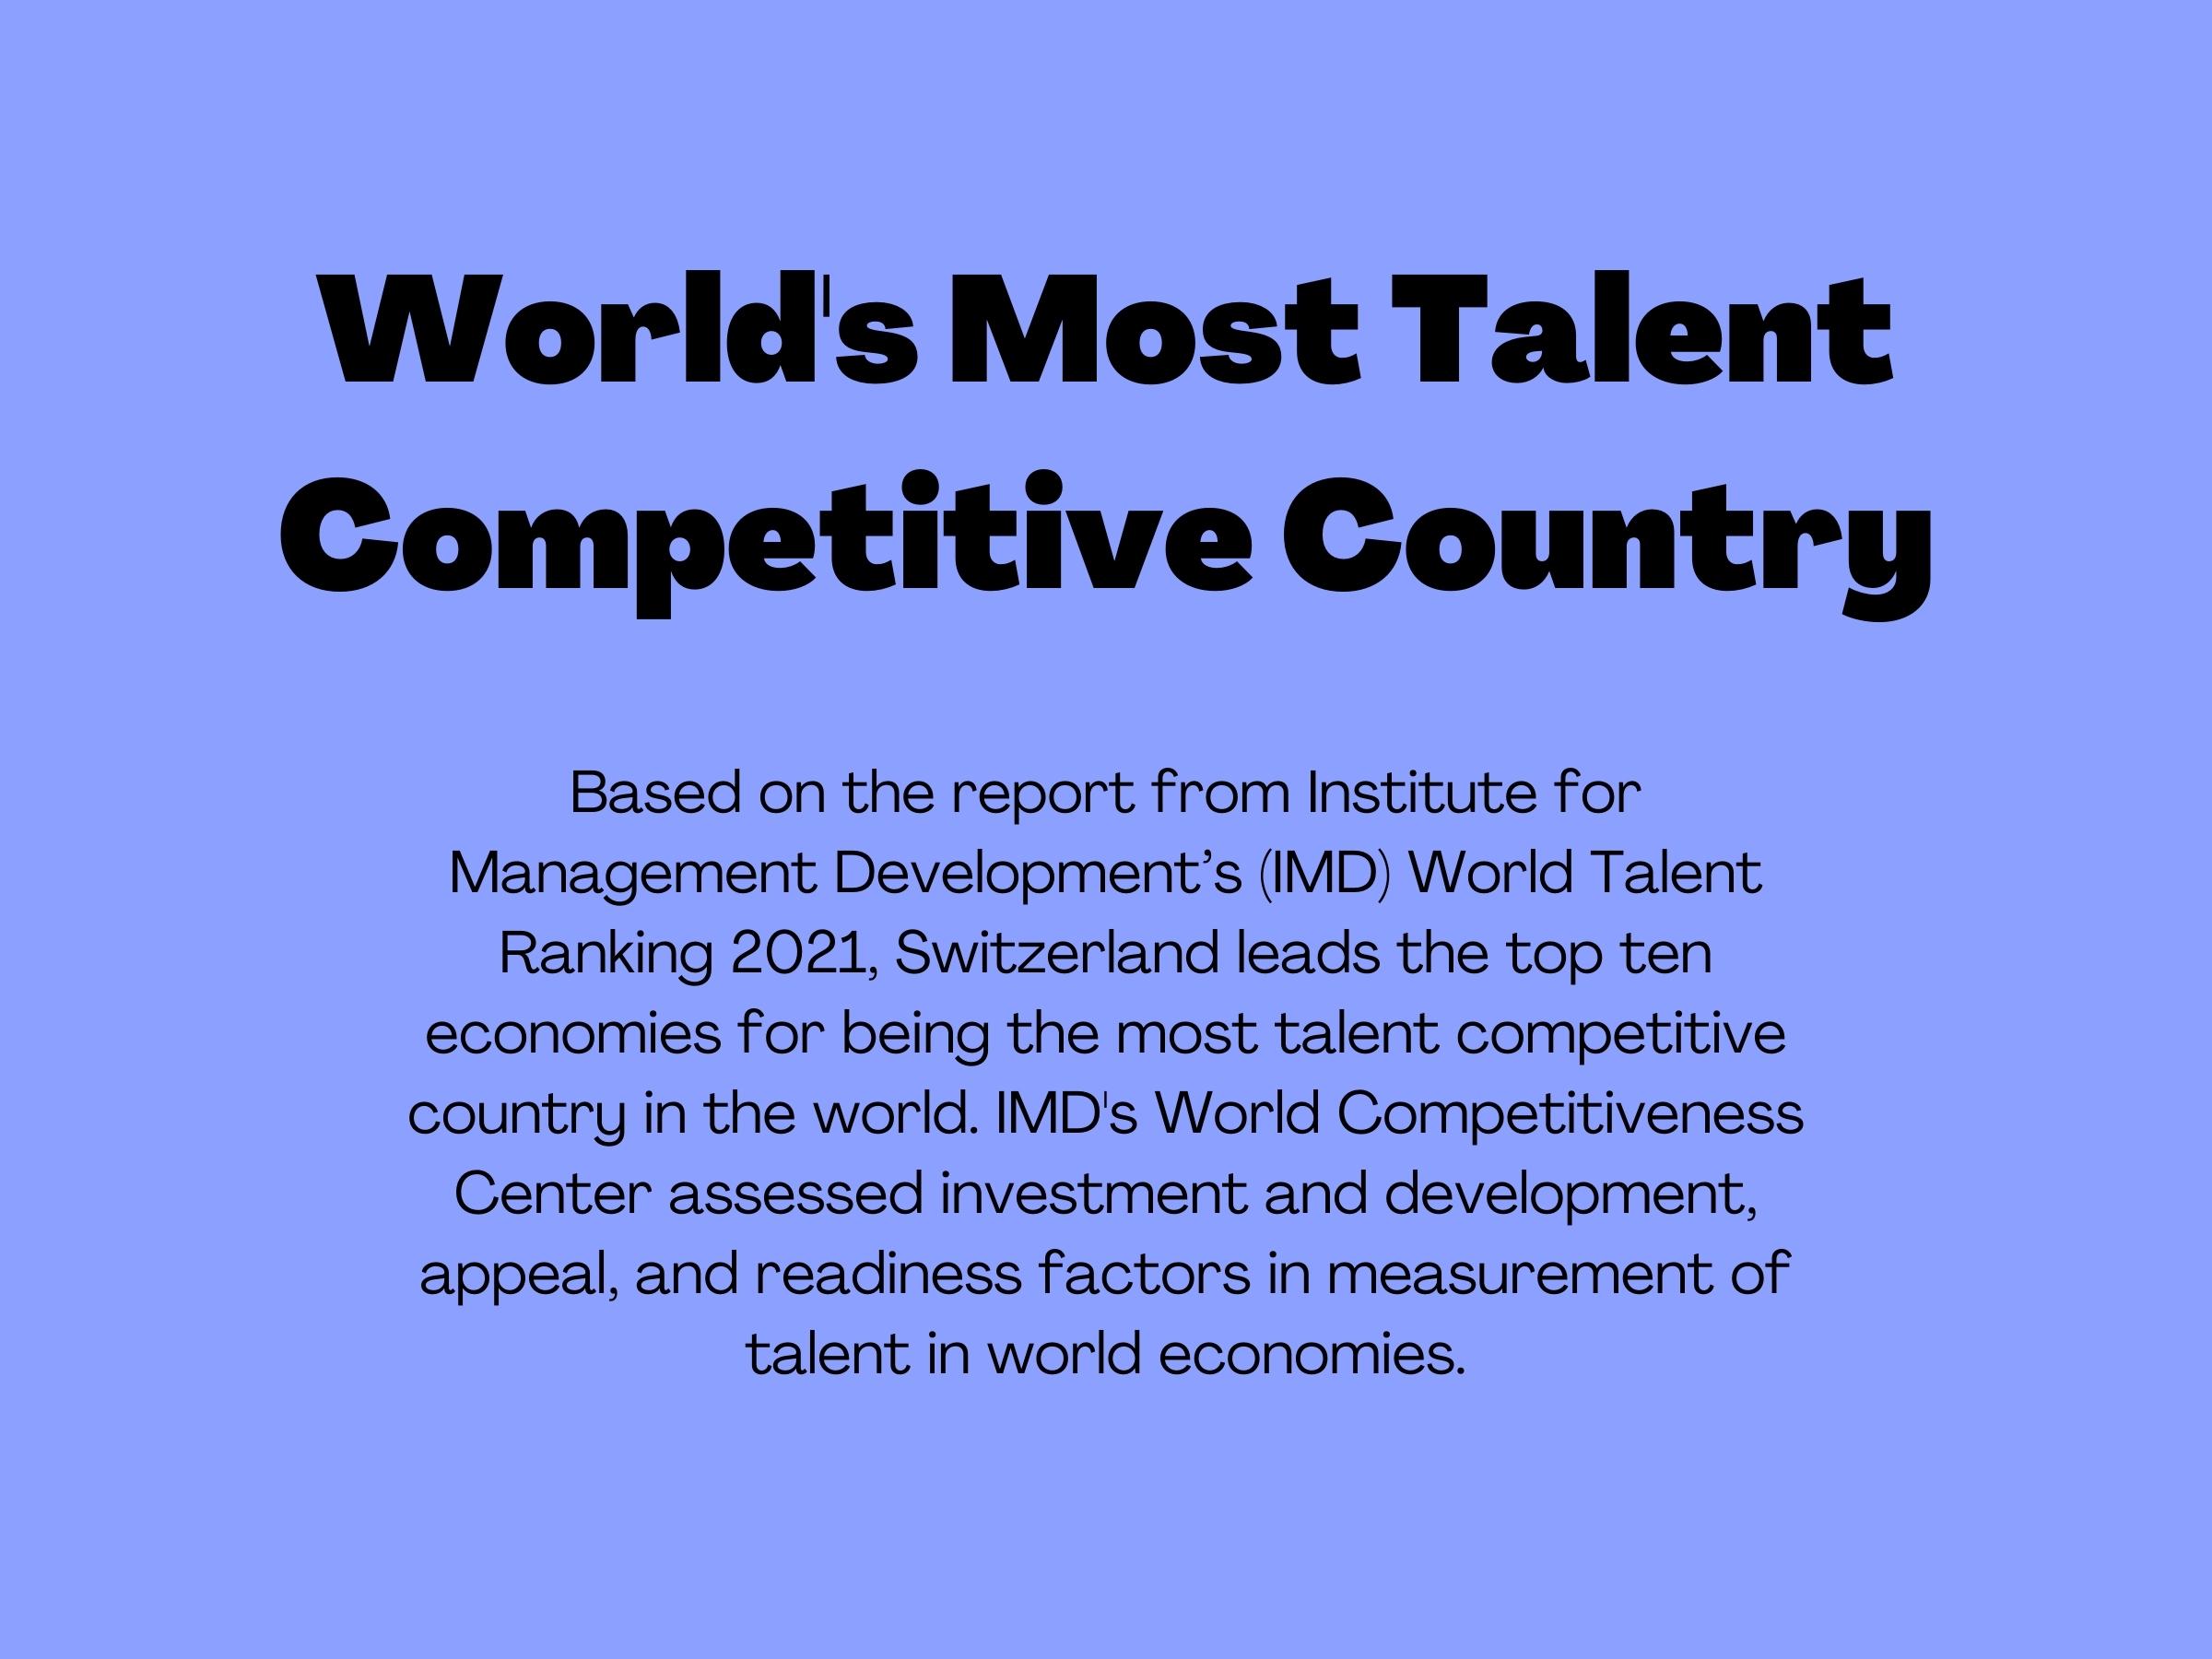 World's Most Talent
Competitive Country
Based on the report from Institute for
Management Development’s (IMD) World Talent
Ranking 2021, Switzerland leads the top ten
economies for being the most talent competitive
country in the world. IMD's World Competitiveness
Center assessed investment and development,
appeal, and readiness factors in measurement of
talent in world economies.